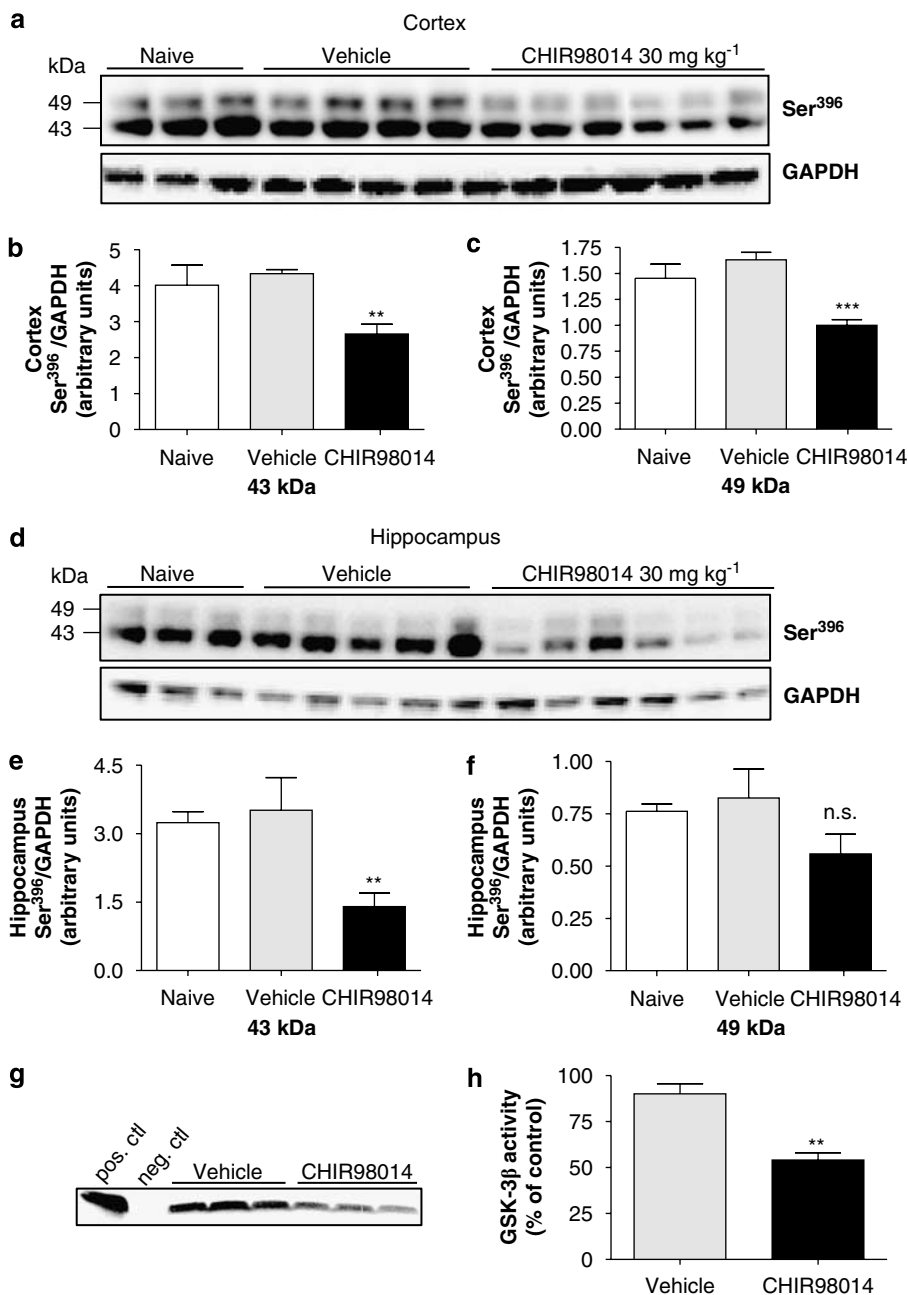 a
Cortex
Naive Vehicle CHIR98014 30 mg kg⁻¹
kDa
49
43
Ser³⁹⁶
GAPDH
b
Cortex
Ser³⁹⁶/GAPDH
(arbitrary units)
5
4
3
2
1
0
**
Naive Vehicle CHIR98014
43 kDa
c
Cortex
Ser³⁹⁶/GAPDH
(arbitrary units)
1.75
1.50
1.25
1.00
1.75
1.50
0.25
0.00
***
Naive Vehicle CHIR98014
49 kDa
d
Hippocampus
Naive Vehicle CHIR98014 30 mg kg⁻¹
kDa
49
43
Ser³⁹⁶
GAPDH
e
Hippocampus
Ser³⁹⁶/GAPDH
(arbitrary units)
4.5
3.0
1.5
0.0
**
Naive Vehicle CHIR98014
43 kDa
f
Hippocampus
Ser³⁹⁶/GAPDH
(arbitrary units)
1.00
0.75
0.50
0.25
0.00
n.s.
Naive Vehicle CHIR98014
49 kDa
g
pos. ctl
neg. ctl
Vehicle CHIR98014
h
GSK-3β activity
(% of control)
100
75
50
25
0
**
Vehicle CHIR98014